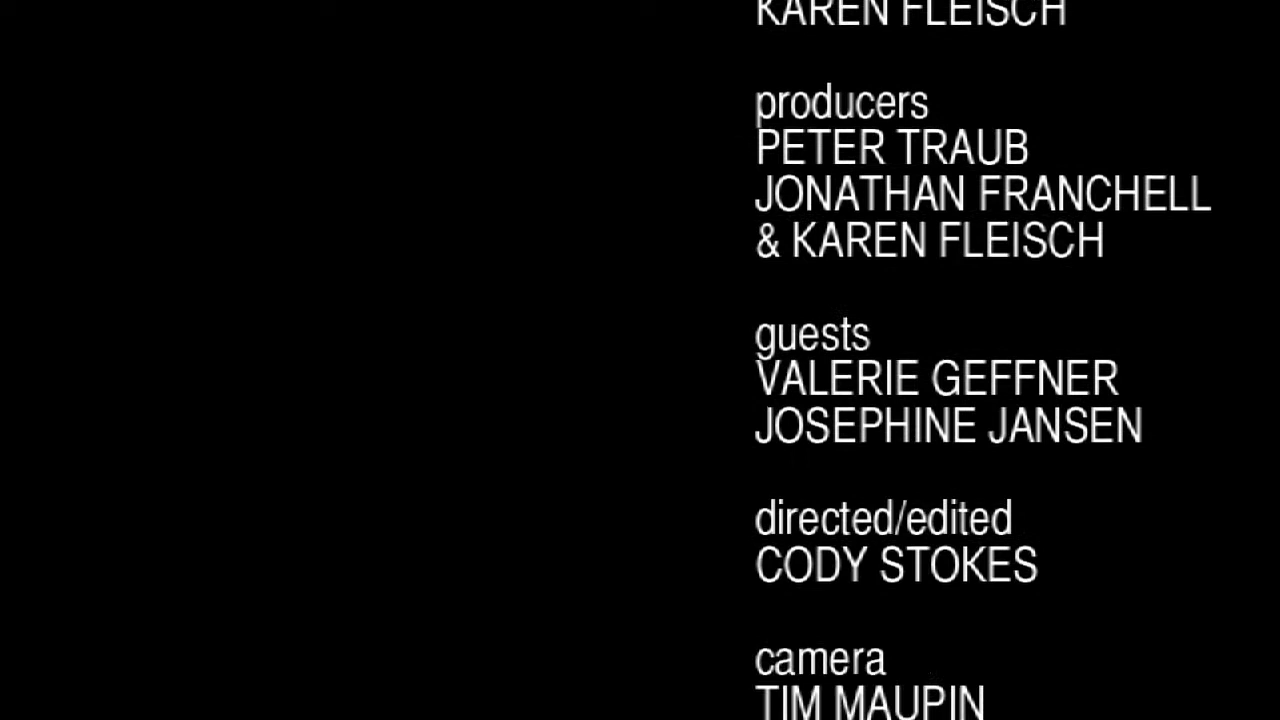 KAREN FLEISCH
producers
PETER TRAUB
JONATHAN FRANCHELL
& KAREN FLEISCH
guests
VALERIE GEFFNER
JOSEPHINE JANSEN
directed/edited
CODY STOKES
camera
TIM MAUPIN